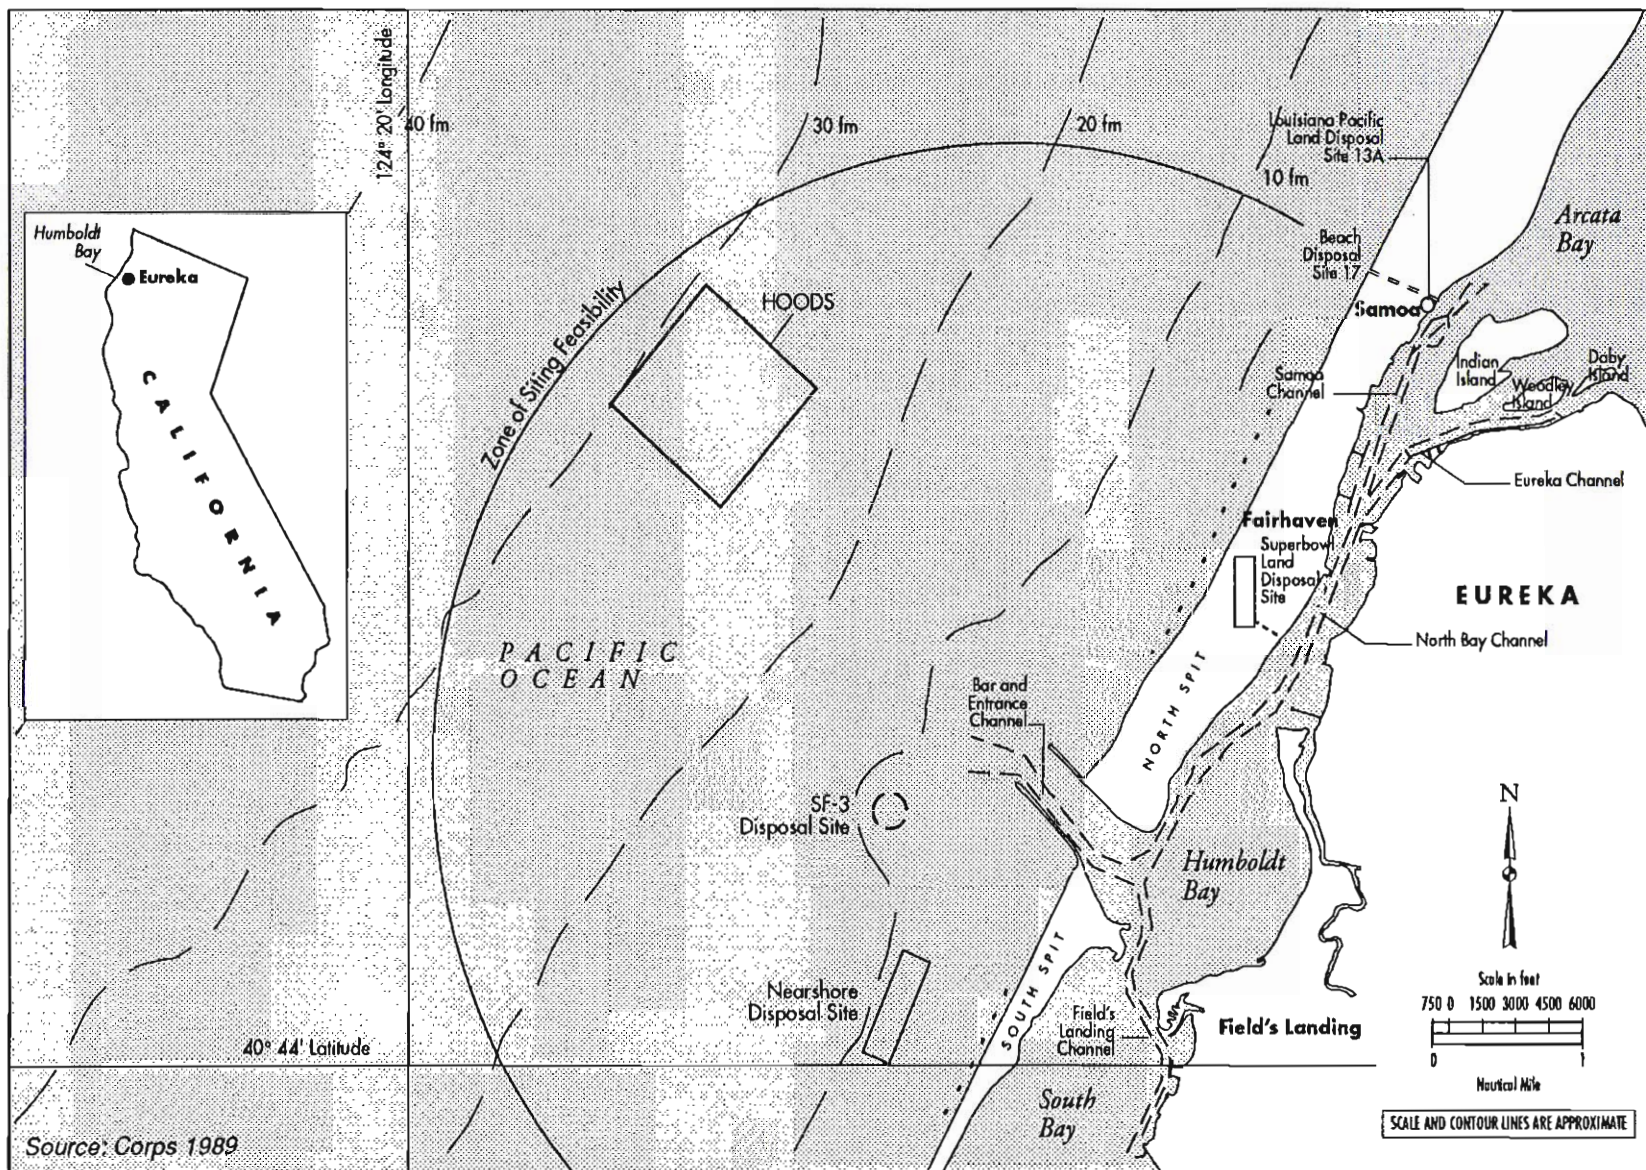 124° 20' Longitude
40 fm
30 fm
20 fm
10 fm
Louisiana Pacific
Land Disposal
Site 13A
Arcata
Bay
Humboldt
Bay
Eureka
CALIFORNIA
Beach
Disposal
Site 17
Samoa
Zone of Siting Feasibility
HOODS
Indian
Island
Woodley
Island
Daby
Island
Samoa
Channel
Eureka Channel
Fairhaven
Superbowl
Land
Disposal
Site
EUREKA
North Bay Channel
PACIFIC
OCEAN
Bar and
Entrance
Channel
NORTH SPIT
SF-3
Disposal Site
Humboldt
Bay
N
Nearshore
Disposal Site
SOUTH SPIT
Field's
Landing
Channel
Field's Landing
Scale in feet
750 0 1500 3000 4500 6000
0 1
Nautical Mile
40° 44' Latitude
South
Bay
SCALE AND CONTOUR LINES ARE APPROXIMATE
Source: Corps 1989